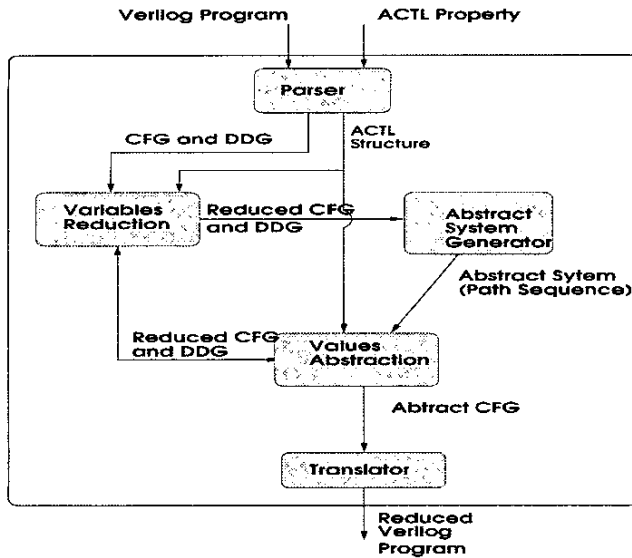 Verilog Program
ACTL Property
Parser
CFG and DDG
ACTL
Structure
Variables
Reduction
Reduced CFG
and DDG
Abstract
System
Generator
Abstract Sytem
(Path Sequence)
Reduced CFG
and DDG
Values
Abstraction
Abtract CFG
Translator
Reduced
Verilog
Program